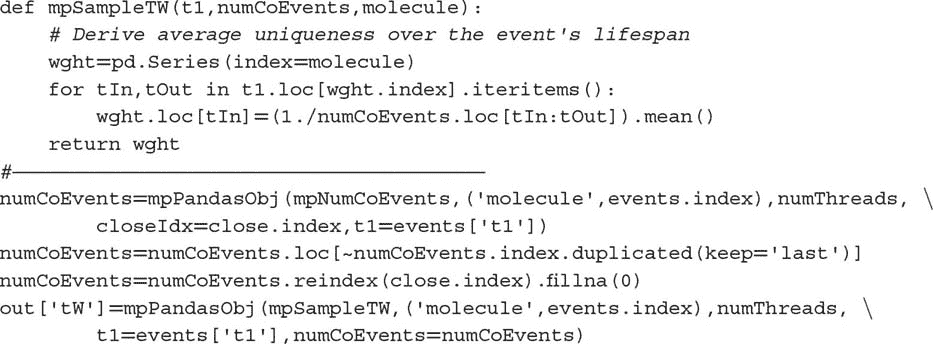 def mpSampleTW(t1,numCoEvents,molecule):
    # Derive average uniqueness over the event's lifespan
    wght=pd.Series(index=molecule)
    for tIn,tOut in t1.loc[wght.index].iteritems():
        wght.loc[tIn]=(1./numCoEvents.loc[tIn:tOut]).mean()
    return wght
#———————————————————————————————————————
numCoEvents=mpPandasObj(mpNumCoEvents,('molecule',events.index),numThreads, \
        closeIdx=close.index,t1=events['t1'])
numCoEvents=numCoEvents.loc[~numCoEvents.index.duplicated(keep='last')]
numCoEvents=numCoEvents.reindex(close.index).fillna(0)
out['tW']=mpPandasObj(mpSampleTW,('molecule',events.index),numThreads, \
        t1=events['t1'],numCoEvents=numCoEvents)